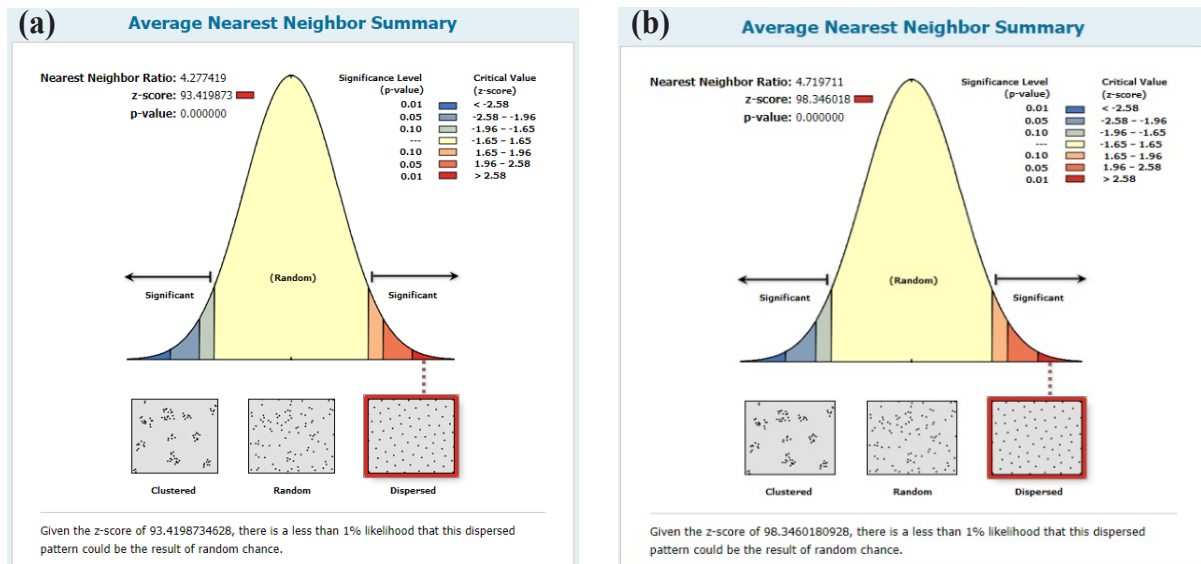 (a)
Average Nearest Neighbor Summary
Nearest Neighbor Ratio: 4.277419
z-score: 93.419873
p-value: 0.000000
Significance Level
(p-value)
Critical Value
(z-score)
0.01 < -2.58
0.05 -2.58 – -1.96
0.10 -1.96 – -1.65
--- -1.65 – 1.65
0.10 1.65 – 1.96
0.05 1.96 – 2.58
0.01 > 2.58
(Random)
Significant
Significant
Clustered
Random
Dispersed
Given the z-score of 93.4198734628, there is a less than 1% likelihood that this dispersed
pattern could be the result of random chance.
(b)
Average Nearest Neighbor Summary
Nearest Neighbor Ratio: 4.719711
z-score: 98.346018
p-value: 0.000000
Significance Level
(p-value)
Critical Value
(z-score)
0.01 < -2.58
0.05 -2.58 – -1.96
0.10 -1.96 – -1.65
--- -1.65 – 1.65
0.10 1.65 – 1.96
0.05 1.96 – 2.58
0.01 > 2.58
(Random)
Significant
Significant
Clustered
Random
Dispersed
Given the z-score of 98.3460180928, there is a less than 1% likelihood that this dispersed
pattern could be the result of random chance.